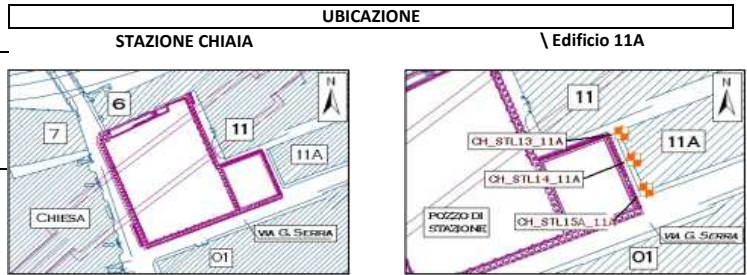 UBICAZIONE
STAZIONE CHIAIA
\ Edificio 11A
N
6
7
11
11A
CHIESA
VIA G. SERRA
O1
N
11
CH_STL13_11A
11A
CH_STL14_11A
POZZO DI
STAZIONE
CH_STL15A_11A
VIA G. SERRA
O1